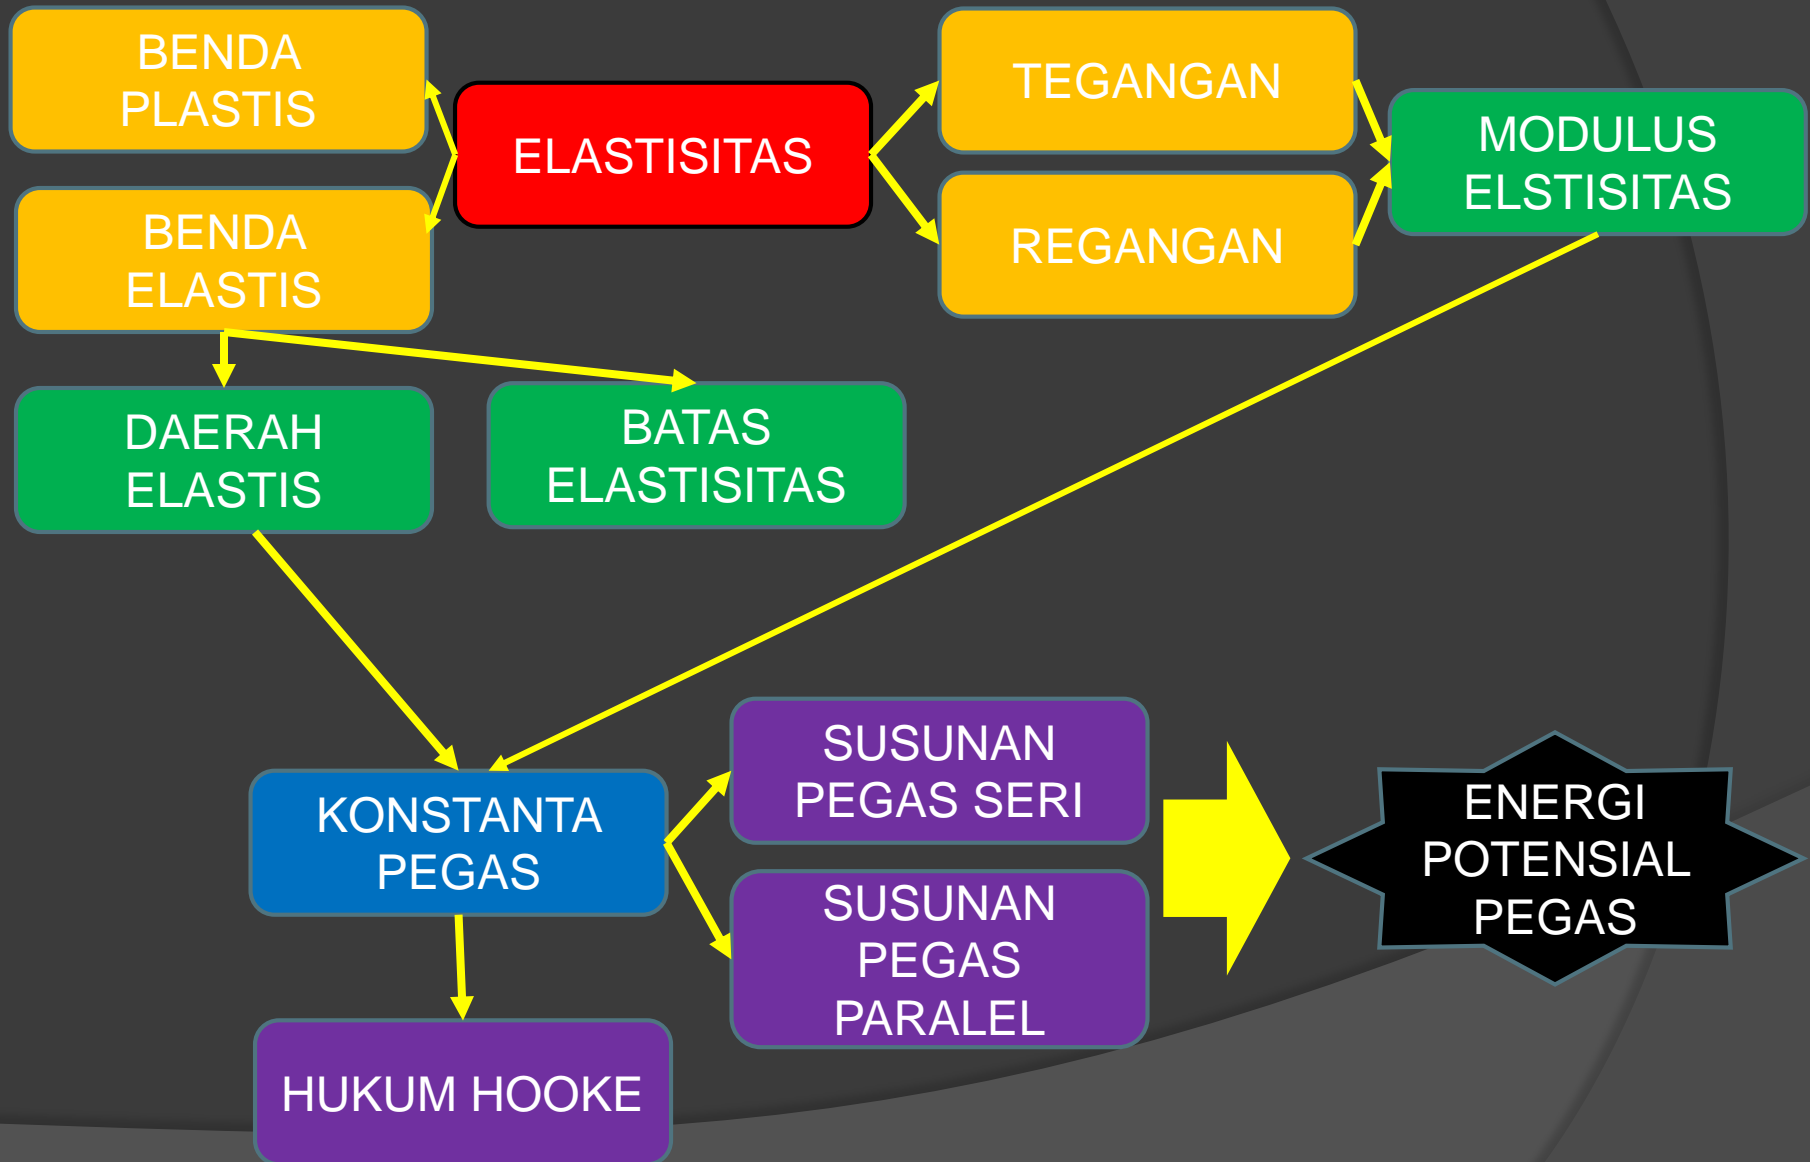 BENDA
PLASTIS
ELASTISITAS
TEGANGAN
MODULUS
ELSTISITAS
BENDA
ELASTIS
REGANGAN
DAERAH
ELASTIS
BATAS
ELASTISITAS
KONSTANTA
PEGAS
SUSUNAN
PEGAS SERI
SUSUNAN
PEGAS
PARALEL
ENERGI
POTENSIAL
PEGAS
HUKUM HOOKE